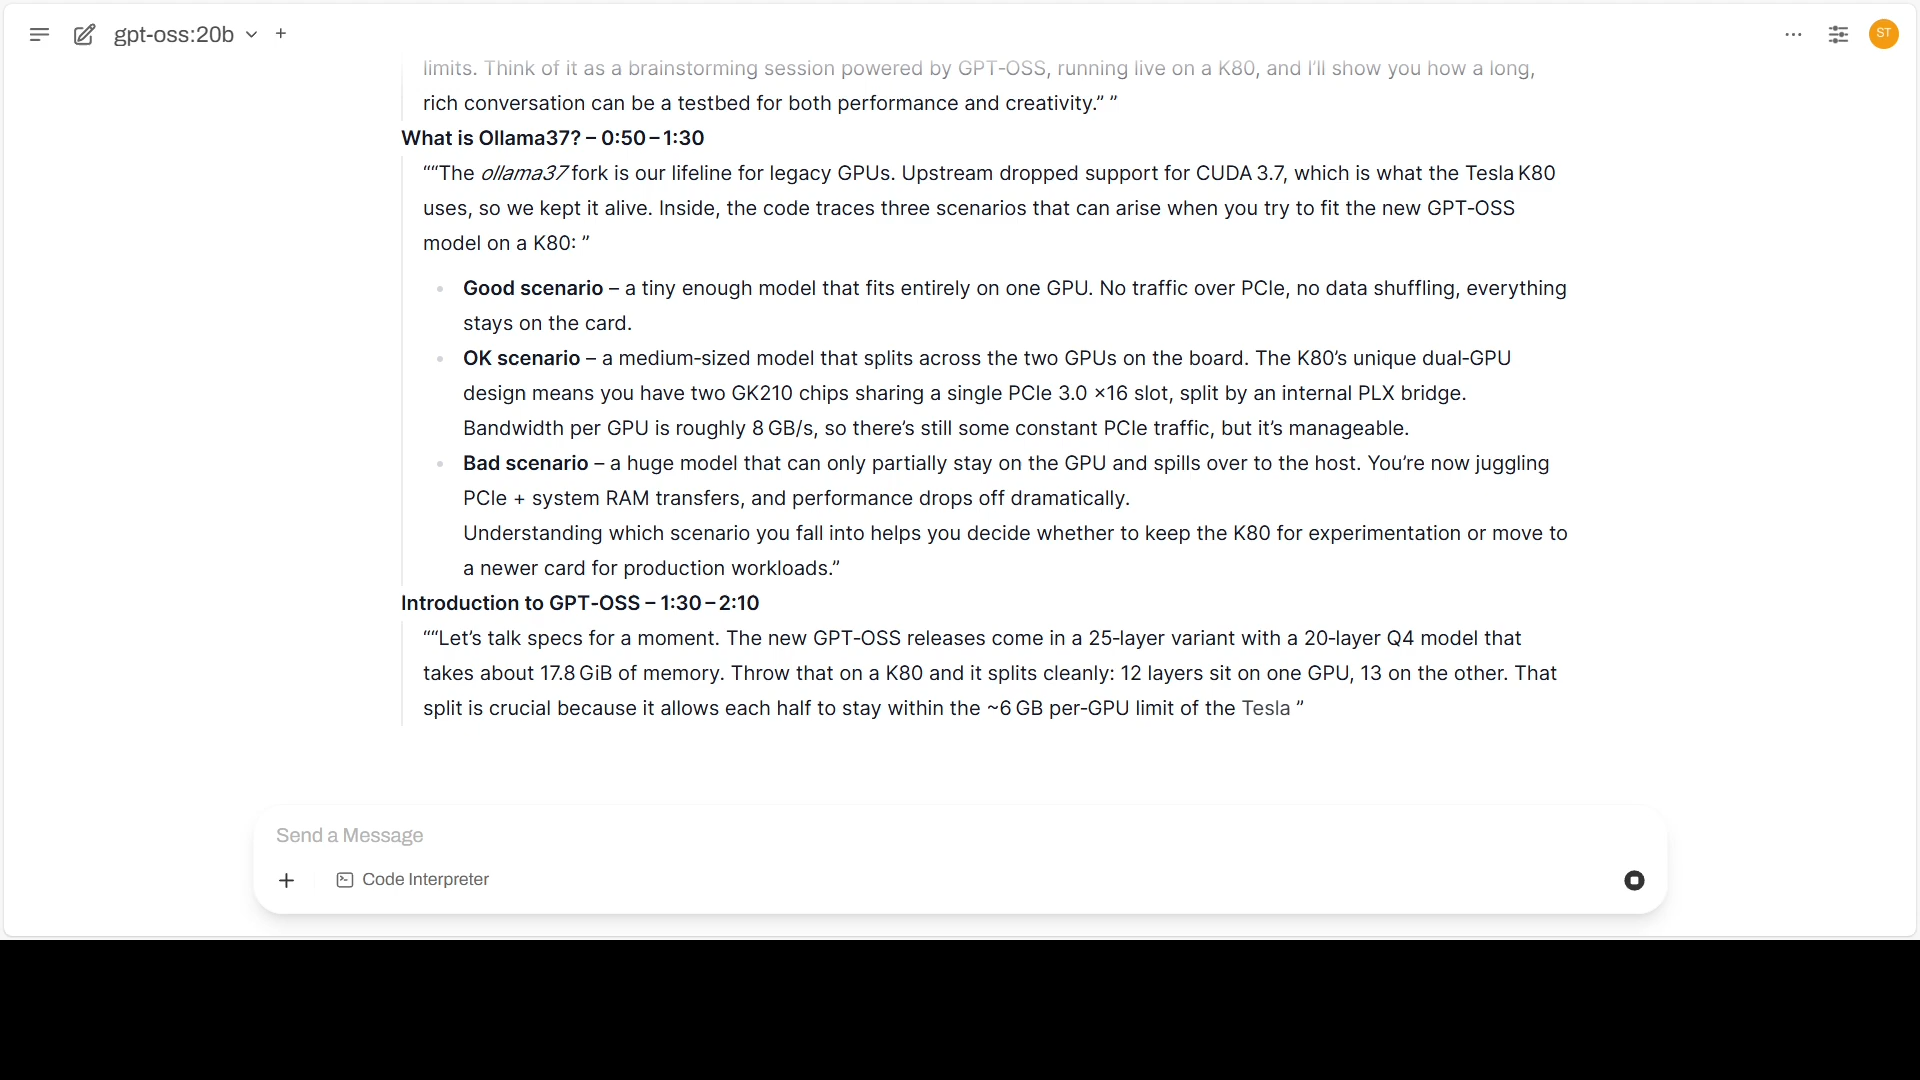 gpt-oss:20b
ST
limits. Think of it as a brainstorming session powered by GPT-OSS, running live on a K80, and I’ll show you how a long,
rich conversation can be a testbed for both performance and creativity.” ”
What is Ollama37? – 0:50 – 1:30
““The ollama37 fork is our lifeline for legacy GPUs. Upstream dropped support for CUDA 3.7, which is what the Tesla K80
uses, so we kept it alive. Inside, the code traces three scenarios that can arise when you try to fit the new GPT-OSS
model on a K80: ”
• Good scenario – a tiny enough model that fits entirely on one GPU. No traffic over PCIe, no data shuffling, everything
stays on the card.
• OK scenario – a medium-sized model that splits across the two GPUs on the board. The K80’s unique dual-GPU
design means you have two GK210 chips sharing a single PCIe 3.0 ×16 slot, split by an internal PLX bridge.
Bandwidth per GPU is roughly 8 GB/s, so there’s still some constant PCIe traffic, but it’s manageable.
• Bad scenario – a huge model that can only partially stay on the GPU and spills over to the host. You’re now juggling
PCIe + system RAM transfers, and performance drops off dramatically.
Understanding which scenario you fall into helps you decide whether to keep the K80 for experimentation or move to
a newer card for production workloads.”
Introduction to GPT-OSS – 1:30 – 2:10
““Let’s talk specs for a moment. The new GPT-OSS releases come in a 25-layer variant with a 20-layer Q4 model that
takes about 17.8 GiB of memory. Throw that on a K80 and it splits cleanly: 12 layers sit on one GPU, 13 on the other. That
split is crucial because it allows each half to stay within the ~6 GB per-GPU limit of the Tesla ”
Send a Message
Code Interpreter